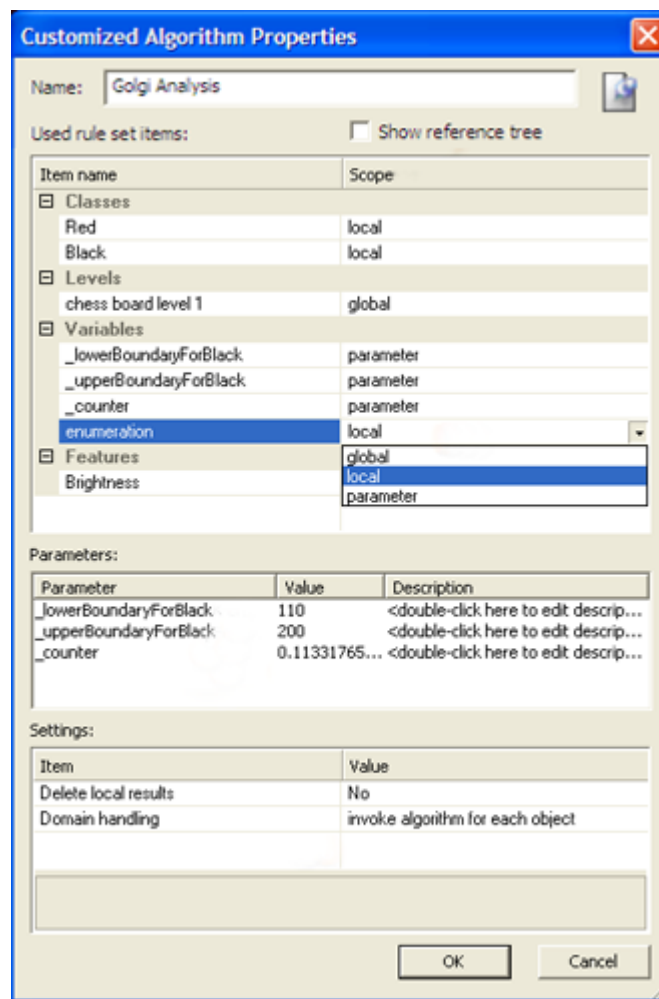 Customized Algorithm Properties
Name: Golgi Analysis
Used rule set items: Show reference tree
Item name Scope
Classes
Red local
Black local
Levels
chess board level 1 global
Variables
_lowerBoundaryForBlack parameter
_upperBoundaryForBlack parameter
_counter parameter
enumeration local
Features global
local
Brightness
parameter
Parameters:
Parameter Value Description
_lowerBoundaryForBlack 110 <double-click here to edit descrip...
_upperBoundaryForBlack 200 <double-click here to edit descrip...
_counter 0.11331765... <double-click here to edit descrip...
Settings:
Item Value
Delete local results No
Domain handling invoke algorithm for each object
OK Cancel